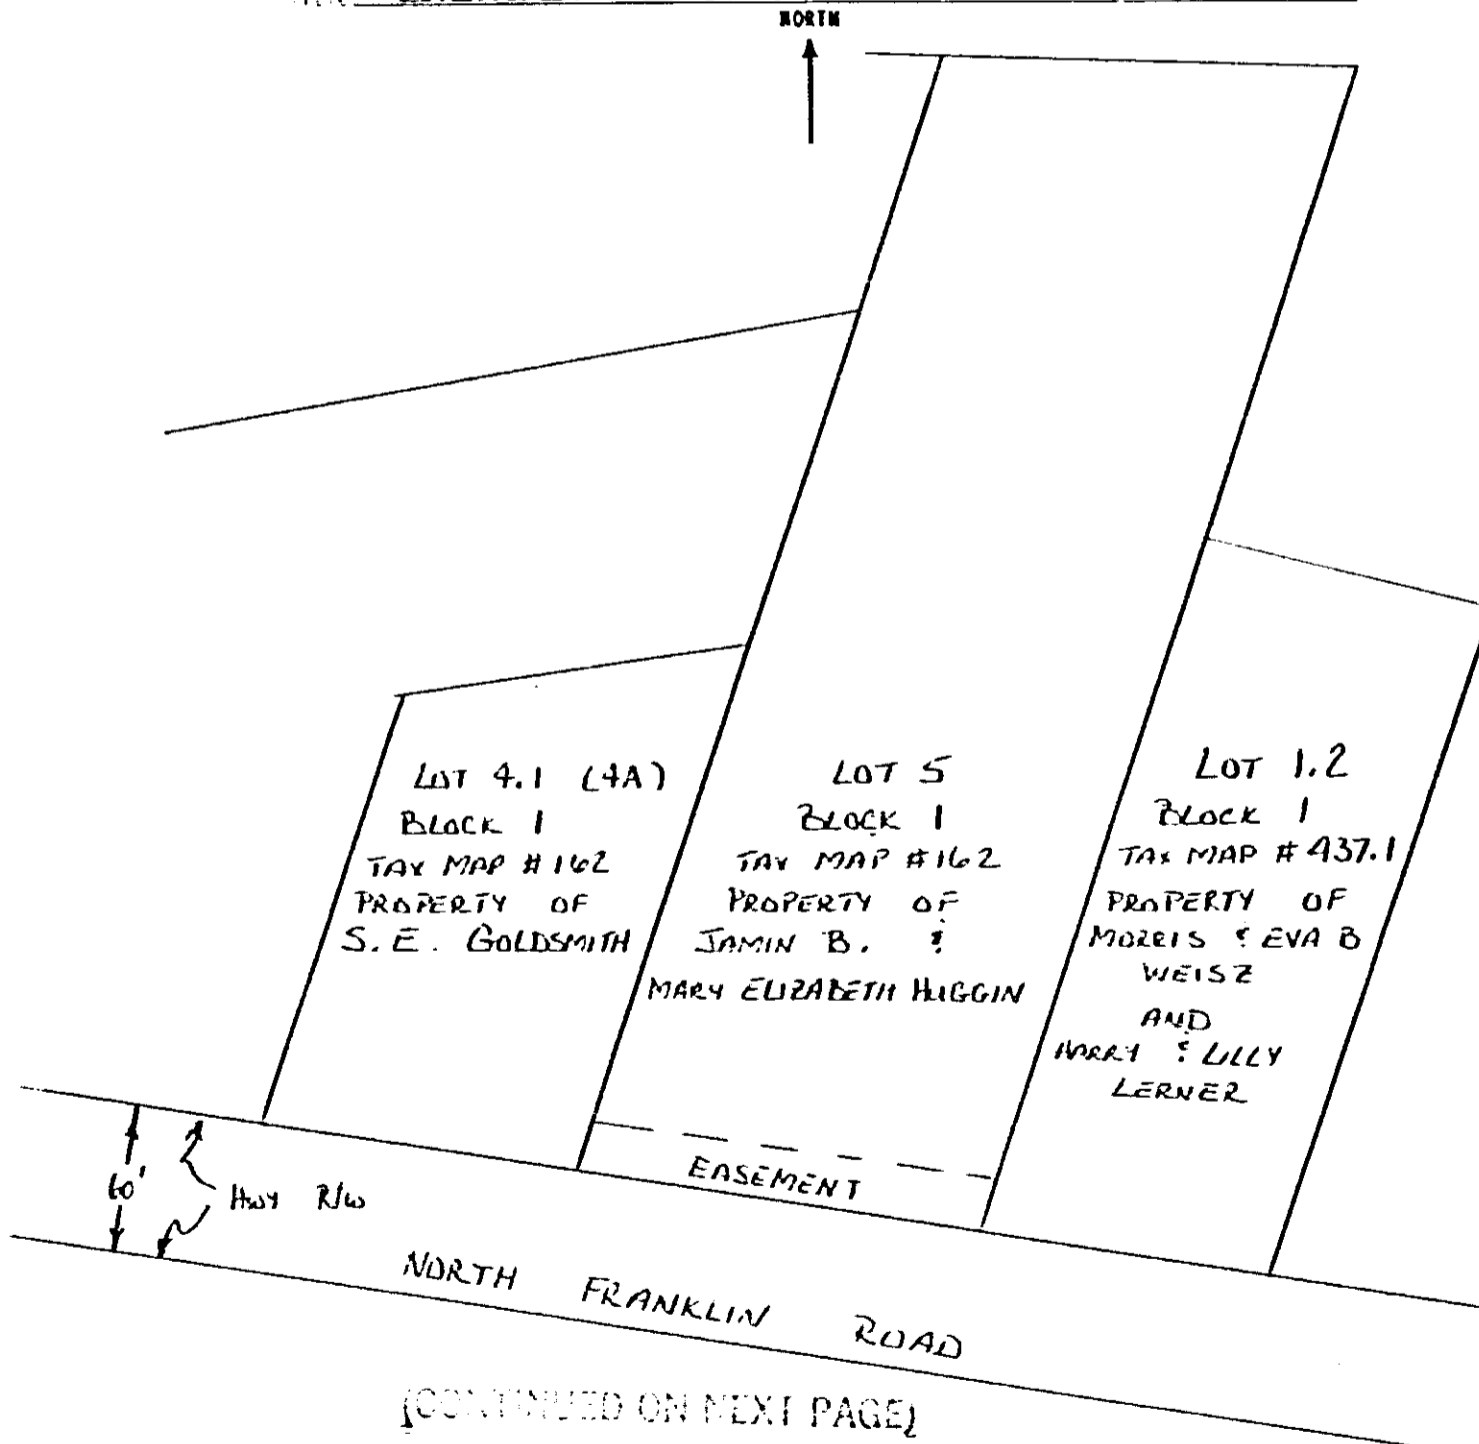 NORTH
LOT 4.1 (4A)
BLOCK 1
TAX MAP #162
PROPERTY OF
S. E. GOLDSMITH
LOT 5
BLOCK 1
TAX MAP #162
PROPERTY OF
JAMIN B. &
MARY ELIZABETH HUGGIN
LOT 1.2
BLOCK 1
TAX MAP #437.1
PROPERTY OF
MORRIS & EVA B
WEISZ
AND
HARRY & LILLY
LERNER
EASEMENT
60'
HWY R/W
NORTH FRANKLIN ROAD
(CONTINUED ON NEXT PAGE)